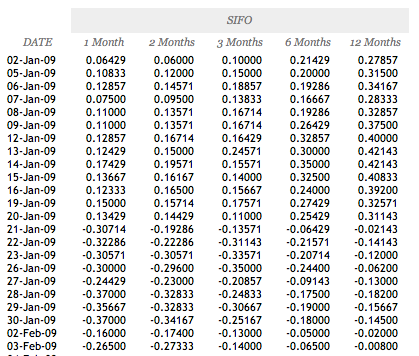 SIFO
DATE 1 Month 2 Months 3 Months 6 Months 12 Months
02-Jan-09 0.06429 0.06000 0.10000 0.21429 0.27857
05-Jan-09 0.10833 0.12000 0.15000 0.20000 0.31500
06-Jan-09 0.12857 0.14571 0.18857 0.19286 0.34167
07-Jan-09 0.07500 0.09500 0.13833 0.16667 0.28333
08-Jan-09 0.11000 0.13571 0.16714 0.19286 0.32857
09-Jan-09 0.11000 0.13571 0.16714 0.26429 0.37500
12-Jan-09 0.12857 0.16714 0.16429 0.32857 0.40000
13-Jan-09 0.12429 0.15000 0.24571 0.30000 0.42143
14-Jan-09 0.17429 0.19571 0.15571 0.35000 0.42143
15-Jan-09 0.13667 0.16167 0.14000 0.32500 0.40833
16-Jan-09 0.12333 0.16500 0.15667 0.24000 0.39200
19-Jan-09 0.15000 0.15714 0.17571 0.27429 0.32571
20-Jan-09 0.13429 0.14429 0.11000 0.25429 0.31143
21-Jan-09 -0.30714 -0.19286 -0.13571 -0.06429 -0.02143
22-Jan-09 -0.32286 -0.22286 -0.31143 -0.21571 -0.14143
23-Jan-09 -0.30571 -0.30571 -0.33571 -0.20714 -0.12000
26-Jan-09 -0.30000 -0.29600 -0.35000 -0.24400 -0.06200
27-Jan-09 -0.24429 -0.23000 -0.20857 -0.09143 -0.13000
28-Jan-09 -0.37000 -0.32833 -0.24833 -0.17500 -0.18200
29-Jan-09 -0.35667 -0.32833 -0.30667 -0.19000 -0.15667
30-Jan-09 -0.37000 -0.34167 -0.25167 -0.18000 -0.14500
02-Feb-09 -0.16000 -0.17400 -0.13000 -0.05000 -0.02000
03-Feb-09 -0.26500 -0.27333 -0.14000 -0.06500 -0.00800